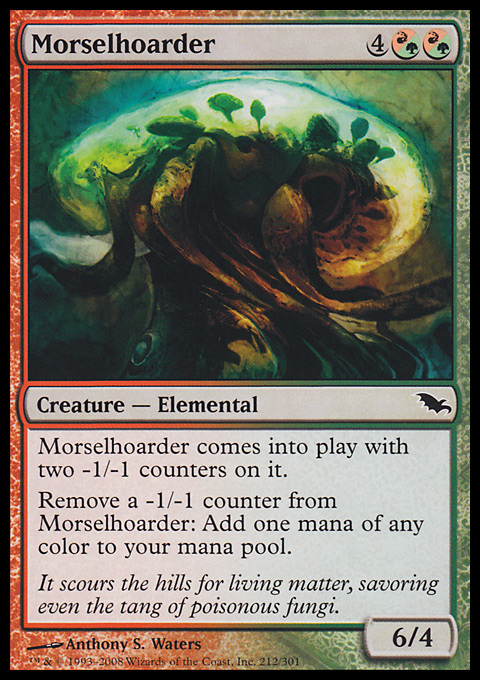 Morselhoarder 4
Creature — Elemental
Morselhoarder comes into play with
two -1/-1 counters on it.
Remove a -1/-1 counter from
Morselhoarder: Add one mana of any
color to your mana pool.
It scours the hills for living matter, savoring
even the tang of poisonous fungi.
Anthony S. Waters
6/4
™ & © 1993–2008 Wizards of the Coast, Inc. 212/301